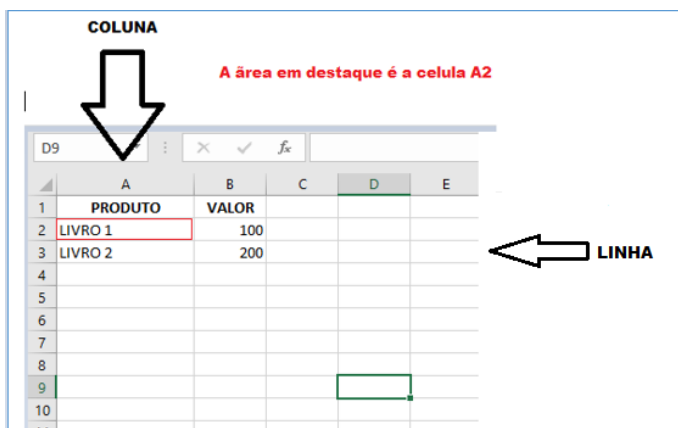 COLUNA
A ãrea em destaque é a celula A2
D9 fx
A B C D E
1 PRODUTO VALOR
2 LIVRO 1 100
3 LIVRO 2 200
LINHA
4
5
6
7
8
9
10